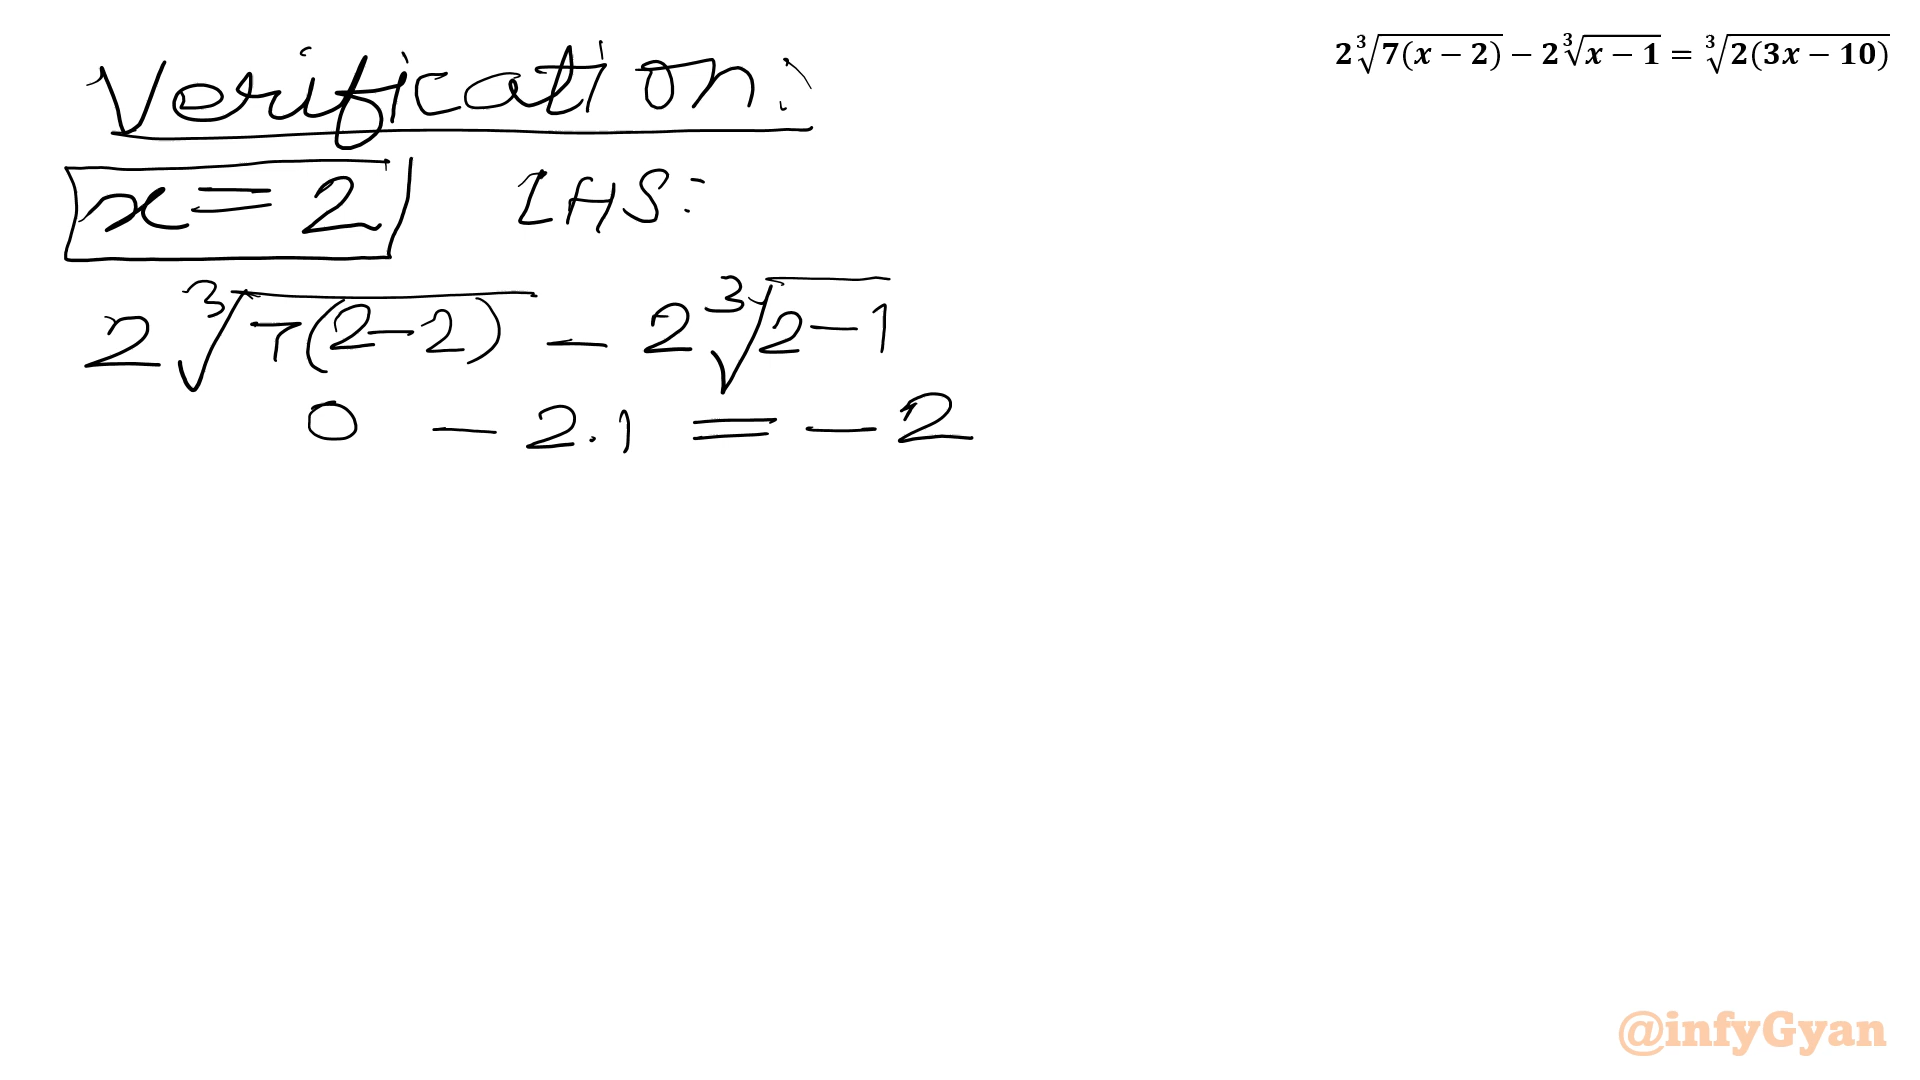 Verification:
2∛7(x − 2) − 2∛x − 1 = ∛2(3x − 10)
x = 2 LHS:
2∛7(2−2) − 2∛2−1
0 − 2.1 = −2
@infyGyan